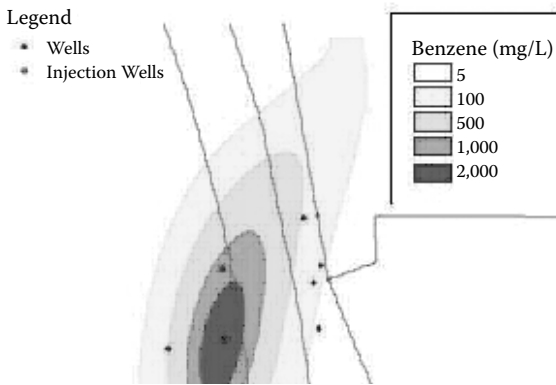 Legend
Wells
Injection Wells
Benzene (mg/L)
5
100
500
1,000
2,000